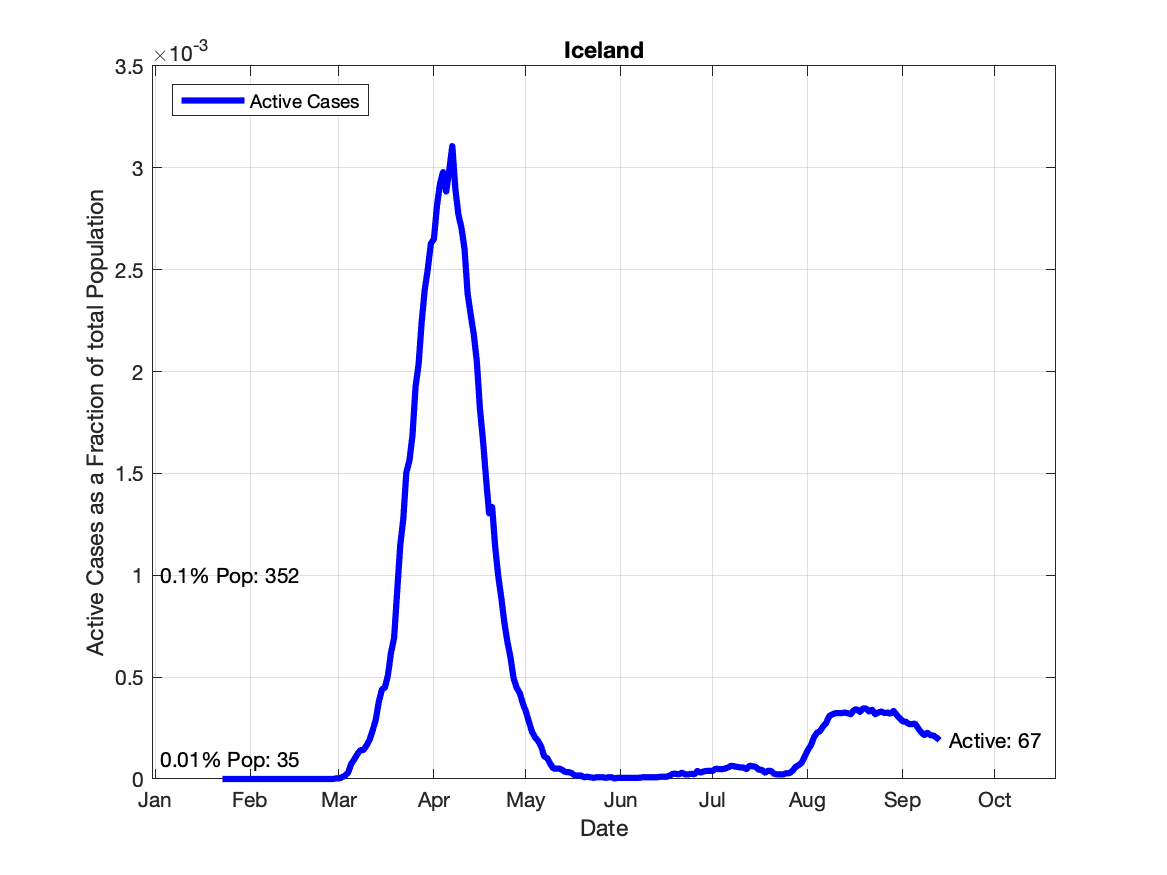 Iceland
×10-3
Active Cases
3.5
3
2.5
2
1.5
1
0.5
0
Active Cases as a Fraction of total Population
0.1% Pop: 352
0.01% Pop: 35
Active: 67
Jan Feb Mar Apr May Jun Jul Aug Sep Oct
Date